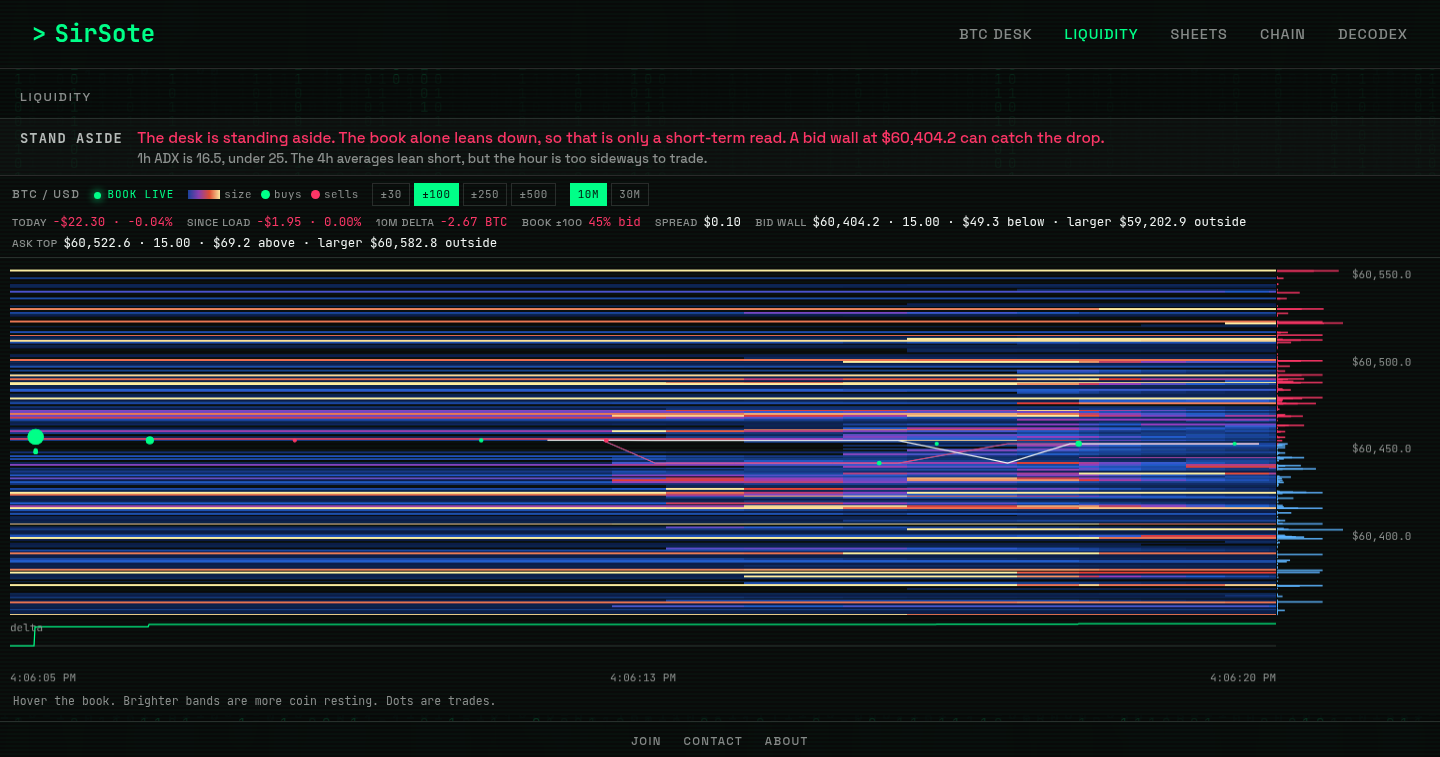 > SirSote
BTC DESK LIQUIDITY SHEETS CHAIN DECODEX
LIQUIDITY
STAND ASIDE The desk is standing aside. The book alone leans down, so that is only a short-term read. A bid wall at $60,404.2 can catch the drop.
1h ADX is 16.5, under 25. The 4h averages lean short, but the hour is too sideways to trade.
BTC / USD BOOK LIVE size buys sells ±30 ±100 ±250 ±500 10M 30M
TODAY -$22.30 · -0.04% SINCE LOAD -$1.95 · 0.00% 10M DELTA -2.67 BTC BOOK ±100 45% bid SPREAD $0.10 BID WALL $60,404.2 · 15.00 · $49.3 below · larger $59,202.9 outside
ASK TOP $60,522.6 · 15.00 · $69.2 above · larger $60,582.8 outside
$60,550.0
$60,500.0
$60,450.0
$60,400.0
delta
4:06:05 PM 4:06:13 PM 4:06:20 PM
Hover the book. Brighter bands are more coin resting. Dots are trades.
JOIN CONTACT ABOUT